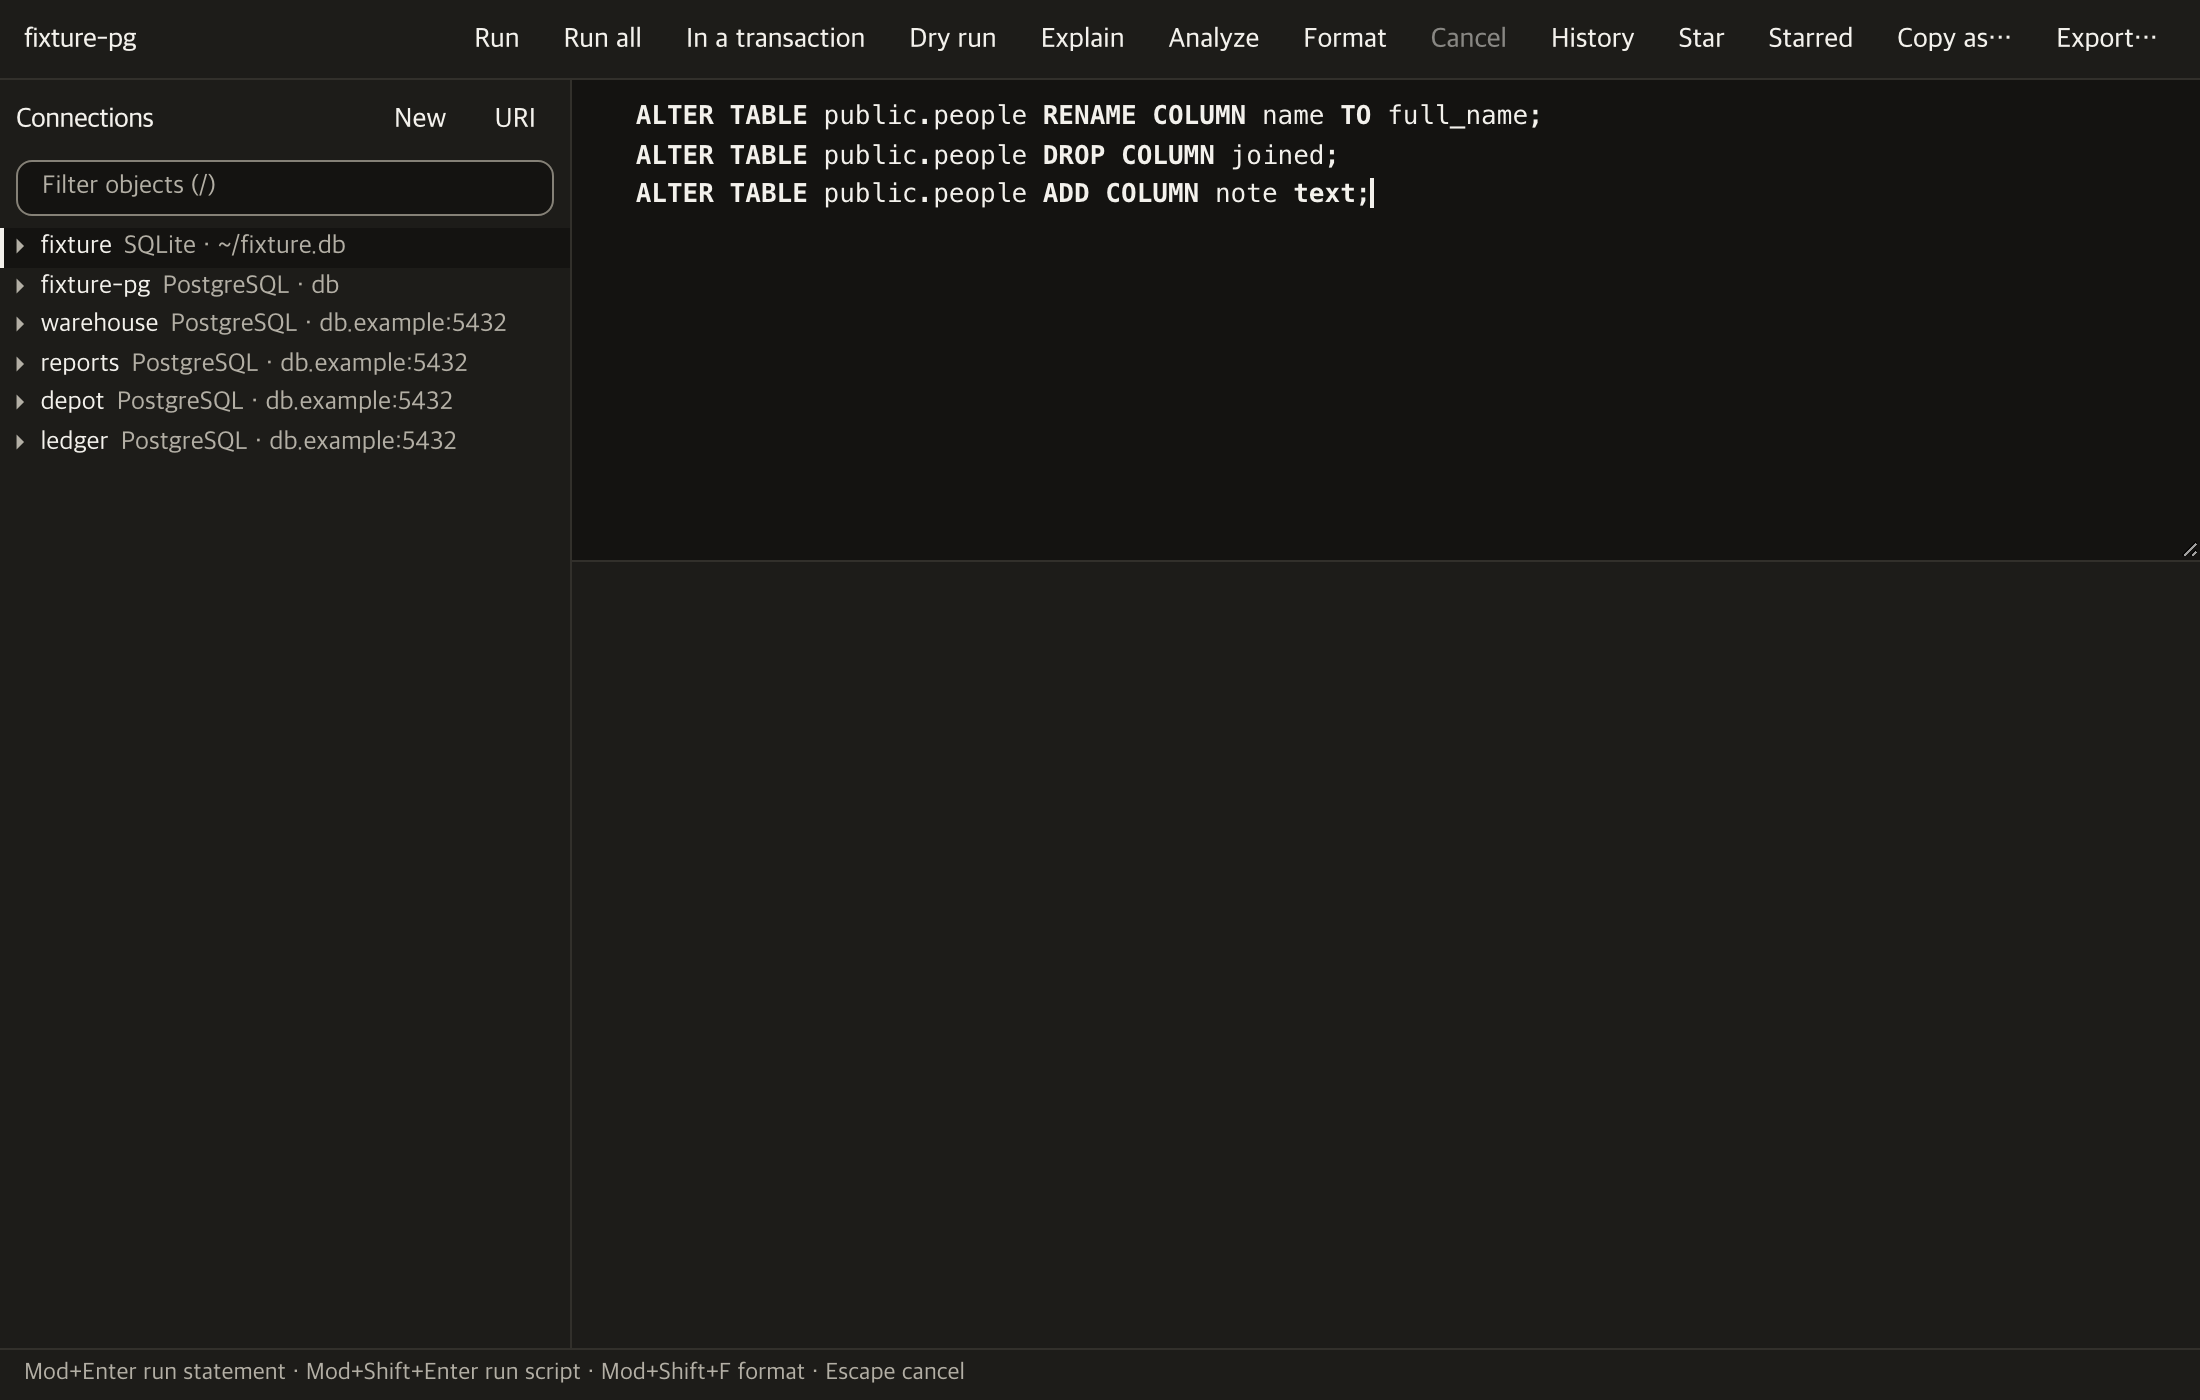 fixture-pg Run Run all In a transaction Dry run Explain Analyze Format Cancel History Star Starred Copy as⋯ Export⋯
Connections New URI
Filter objects (/)
fixture SQLite · ~/fixture.db
fixture-pg PostgreSQL · db
warehouse PostgreSQL · db.example:5432
reports PostgreSQL · db.example:5432
depot PostgreSQL · db.example:5432
ledger PostgreSQL · db.example:5432
ALTER TABLE public.people RENAME COLUMN name TO full_name;
ALTER TABLE public.people DROP COLUMN joined;
ALTER TABLE public.people ADD COLUMN note text;
Mod+Enter run statement · Mod+Shift+Enter run script · Mod+Shift+F format · Escape cancel